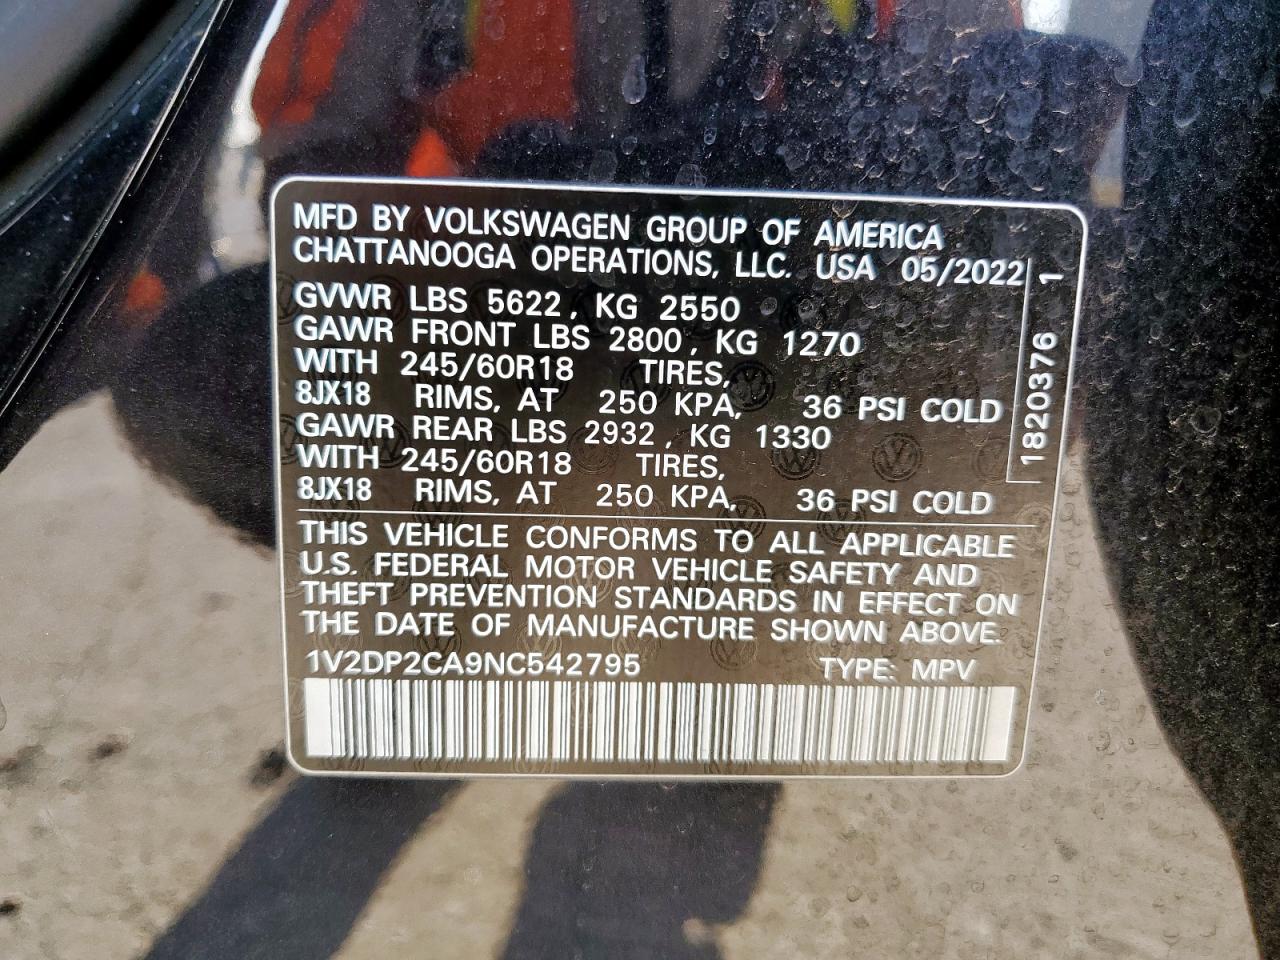 MFD BY VOLKSWAGEN GROUP OF AMERICA
CHATTANOOGA OPERATIONS, LLC. USA 05/2022
GVWR LBS 5622, KG 2550
GAWR FRONT LBS 2800, KG 1270
WITH 245/60R18 TIRES,
8JX18 RIMS, AT 250 KPA, 36 PSI COLD
GAWR REAR LBS 2932, KG 1330
WITH 245/60R18 TIRES,
8JX18 RIMS, AT 250 KPA, 36 PSI COLD
1820376 1
THIS VEHICLE CONFORMS TO ALL APPLICABLE
U.S. FEDERAL MOTOR VEHICLE SAFETY AND
THEFT PREVENTION STANDARDS IN EFFECT ON
THE DATE OF MANUFACTURE SHOWN ABOVE.
1V2DP2CA9NC542795 TYPE: MPV